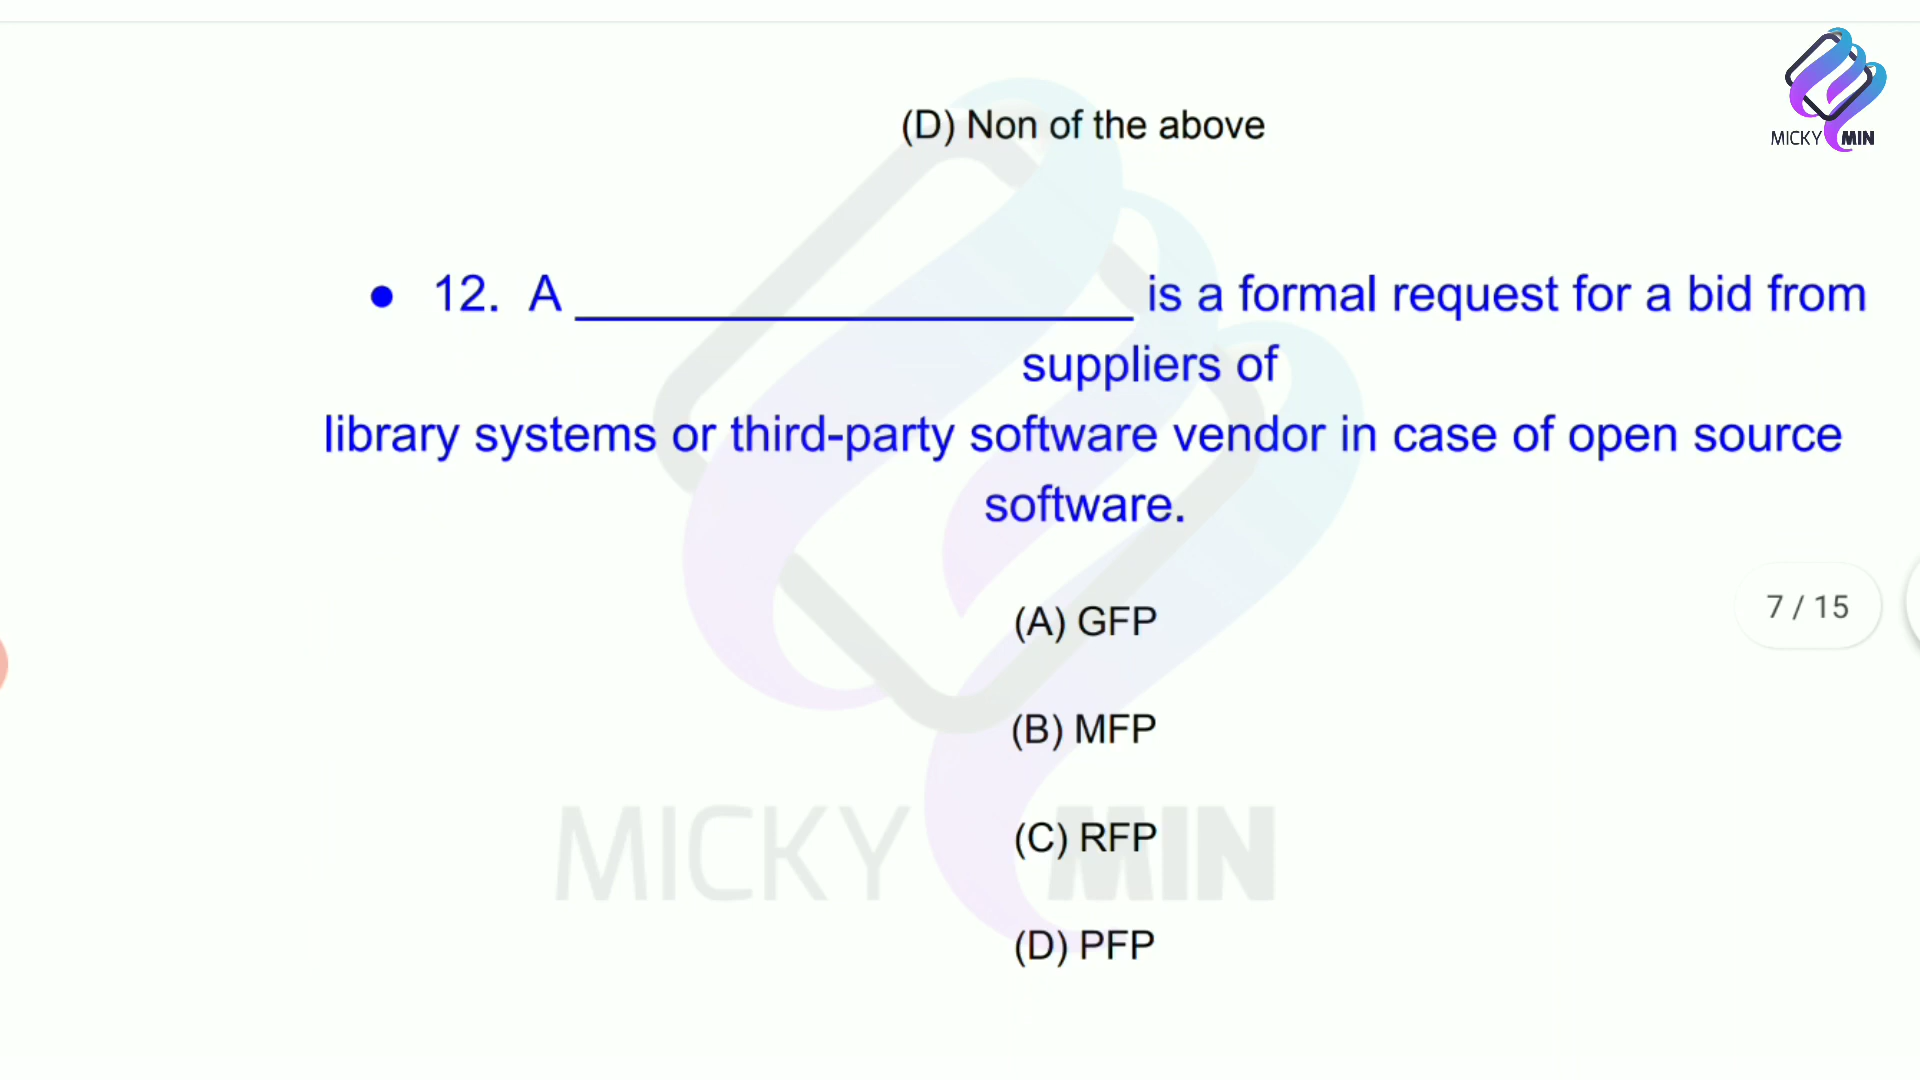 MICKY MIN
(D) Non of the above
• 12. A ______________________ is a formal request for a bid from
suppliers of
library systems or third-party software vendor in case of open source
software.
(A) GFP
7 / 15
(B) MFP
MICKY MIN
(C) RFP
(D) PFP